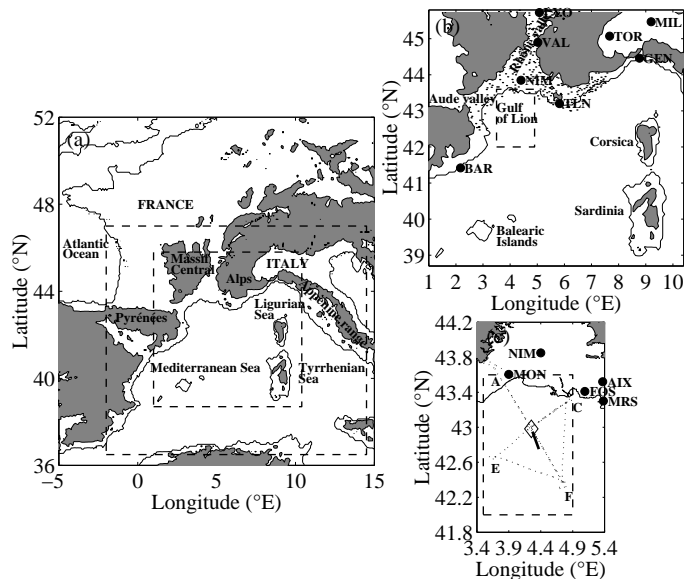 52
48
44
40
36
−5
0
5
10
15
Latitude (°N)
Longitude (°E)
(a)
FRANCE
Atlantic
Ocean
Massif
Central
Alps
ITALY
Pyrénées
Ligurian
Sea
Appenine range
Mediterranean Sea
Tyrrhenian
Sea
45
44
43
42
41
40
39
1
2
3
4
5
6
7
8
9
10
Latitude (°N)
Longitude (°E)
(b)
LYO
VAL
MIL
TOR
GEN
NIM
TLN
Aude valley
Gulf
of Lion
Corsica
BAR
Sardinia
Balearic
Islands
44.2
43.8
43.4
43
42.6
42.2
41.8
3.4
3.9
4.4
4.9
5.4
Latitude (°N)
Longitude (°E)
NIM
A
MON
AIX
FOS
MRS
C
E
F